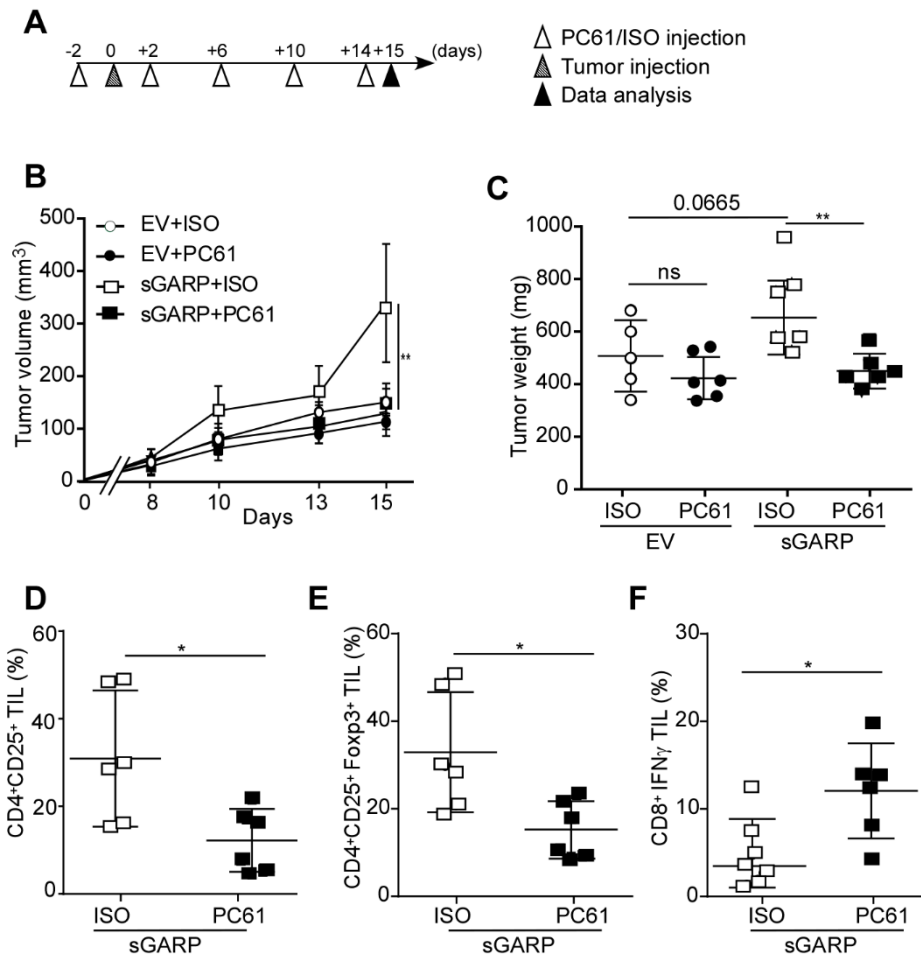 A
-2 0 +2 +6 +10 +14 +15 (days)
PC61/ISO injection
Tumor injection
Data analysis
B
Tumor volume (mm³)
500
400
300
200
100
0
EV+ISO
EV+PC61
sGARP+ISO
sGARP+PC61
**
0 8 10 13 15
Days
C
Tumor weight (mg)
1000
800
600
400
200
0
0.0665
**
ns
ISO PC61 ISO PC61
EV sGARP
D
CD4⁺CD25⁺ TIL (%)
60
40
20
0
*
ISO PC61
sGARP
E
CD4⁺CD25⁺ Foxp3⁺ TIL (%)
60
40
20
0
*
ISO PC61
sGARP
F
CD8⁺ IFNγ TIL (%)
30
20
10
0
*
ISO PC61
sGARP